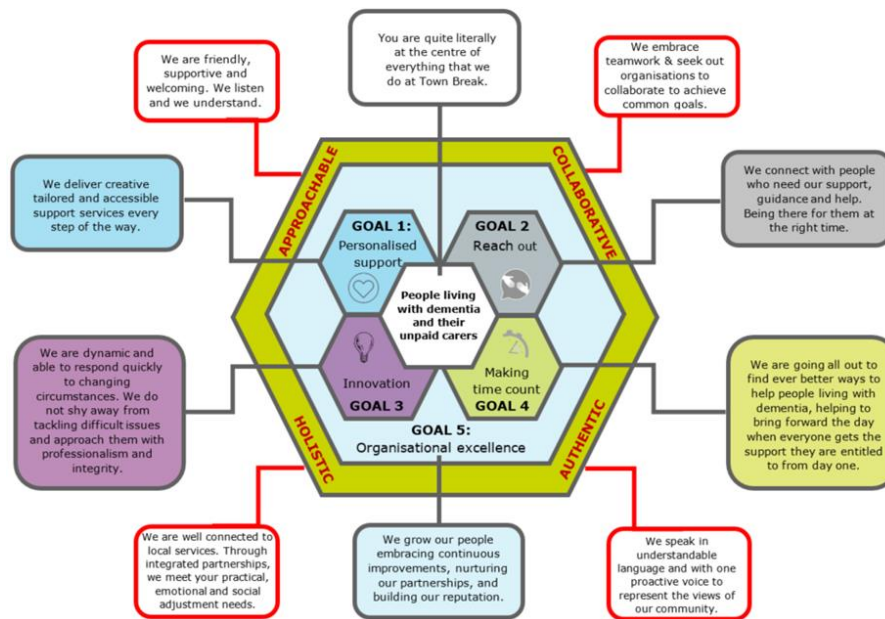 You are quite literally
at the centre of
everything that we
do at Town Break.
We are friendly,
supportive and
welcoming. We listen
and we understand.
We embrace
teamwork & seek out
organisations to
collaborate to achieve
common goals.
We deliver creative
tailored and accessible
support services every
step of the way.
We connect with people
who need our support,
guidance and help.
Being there for them at
the right time.
APPROACHABLE
COLLABORATIVE
GOAL 1:
Personalised
support
GOAL 2
Reach out
People living
with dementia
and their
unpaid carers
Innovation
GOAL 3
Making
time count
GOAL 4
GOAL 5:
Organisational excellence
HOLISTIC
AUTHENTIC
We are dynamic and
able to respond quickly
to changing
circumstances. We do
not shy away from
tackling difficult issues
and approach them with
professionalism and
integrity.
We are going all out to
find ever better ways to
help people living with
dementia, helping to
bring forward the day
when everyone gets the
support they are entitled
to from day one.
We are well connected to
local services. Through
integrated partnerships,
we meet your practical,
emotional and social
adjustment needs.
We grow our people
embracing continuous
improvements, nurturing
our partnerships, and
building our reputation.
We speak in
understandable
language and with one
proactive voice to
represent the views of
our community.